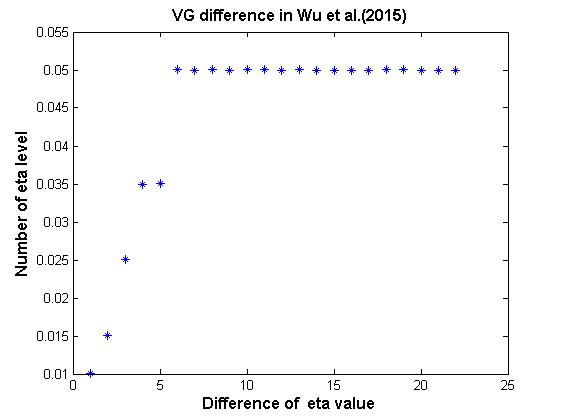 VG difference in Wu et al.(2015)
0.055
0.05
0.045
0.04
0.035
0.03
0.025
0.02
0.015
0.01
Number of eta level
0 5 10 15 20 25
Difference of eta value